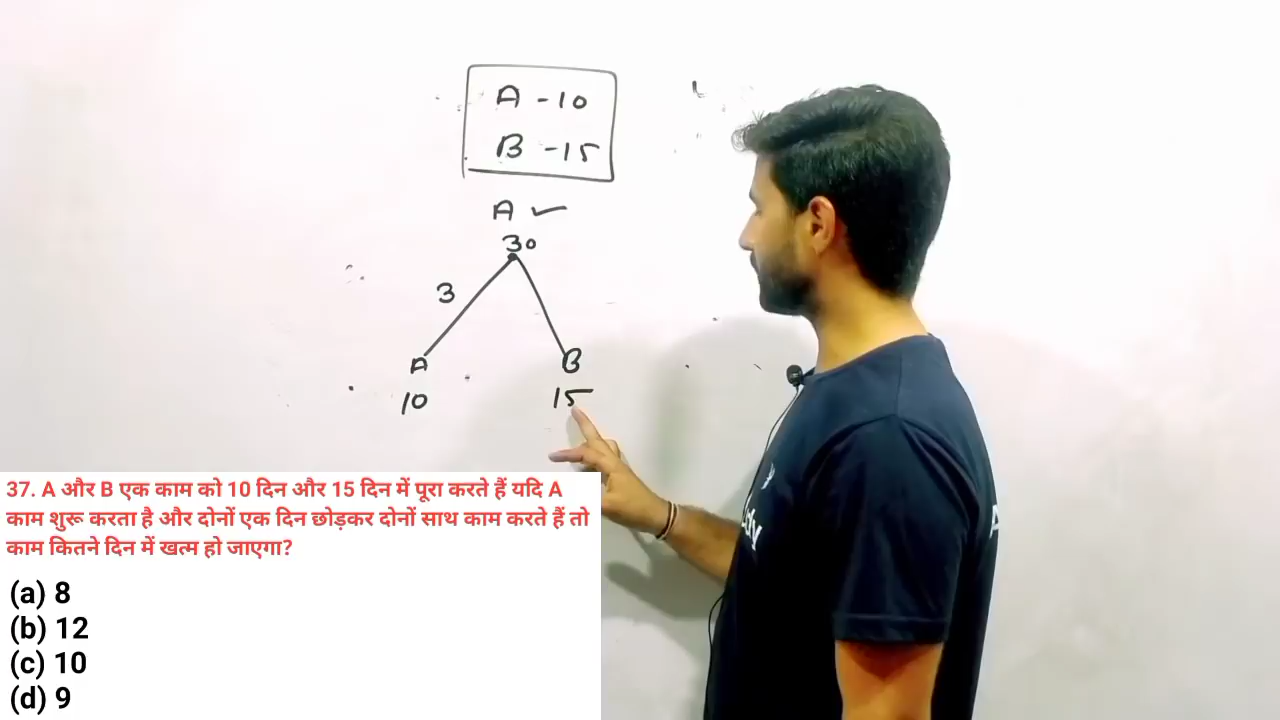 A - 10
B - 15
A ✓
30
3
A B
10 15
37. A और B एक काम को 10 दिन और 15 दिन में पूरा करते हैं यदि A
काम शुरू करता है और दोनों एक दिन छोड़कर दोनों साथ काम करते हैं तो
काम कितने दिन में खत्म हो जाएगा?
(a) 8
(b) 12
(c) 10
(d) 9